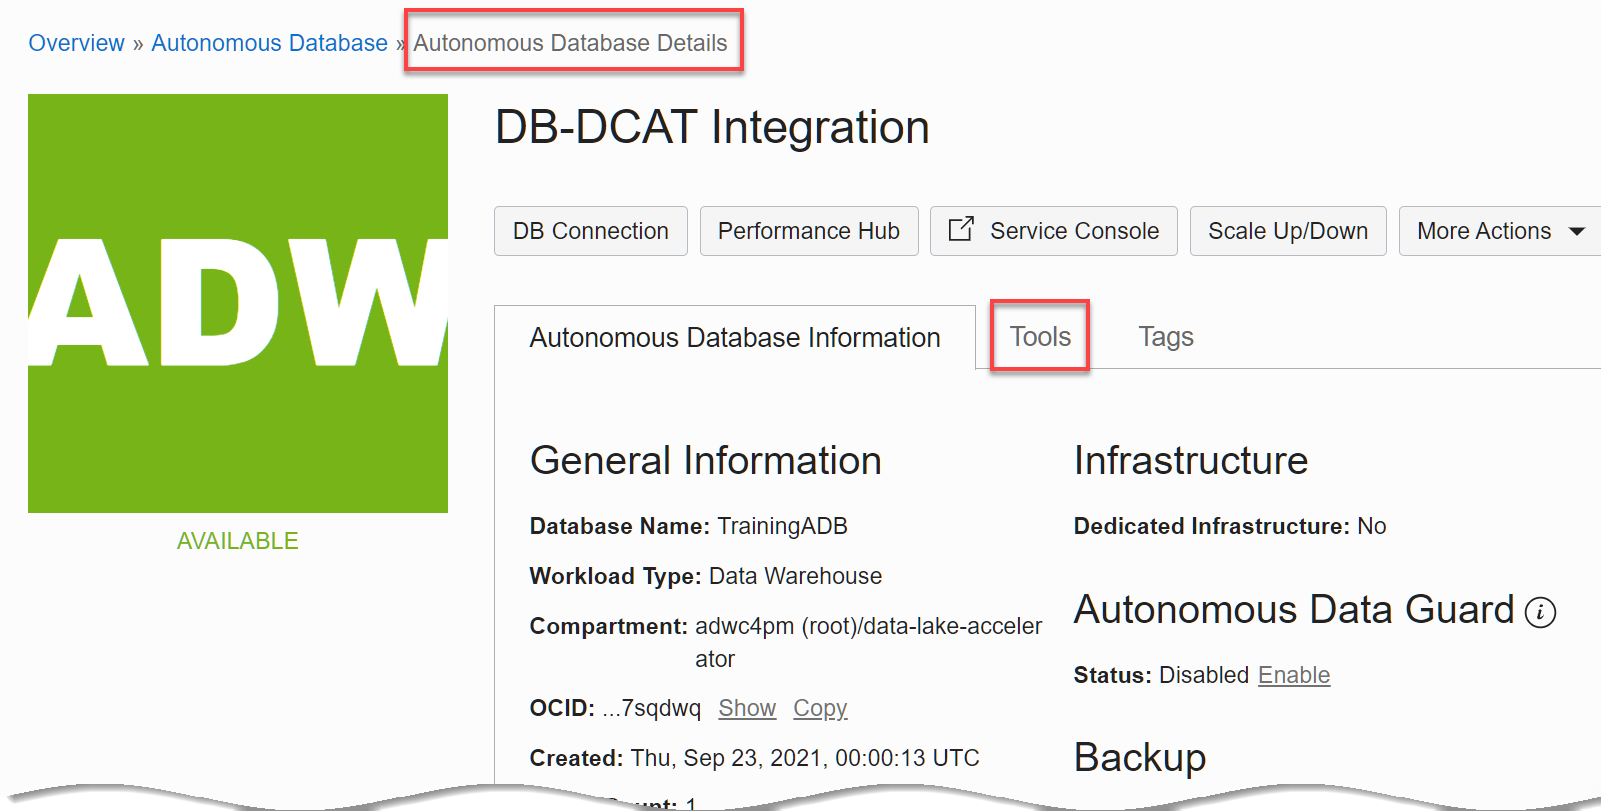 Overview » Autonomous Database » Autonomous Database Details
ADW
AVAILABLE
DB-DCAT Integration
DB Connection
Performance Hub
Service Console
Scale Up/Down
More Actions
Autonomous Database Information
Tools
Tags
General Information
Database Name: TrainingADB
Workload Type: Data Warehouse
Compartment: adwc4pm (root)/data-lake-acceler
ator
OCID: ...7sqdwq Show Copy
Created: Thu, Sep 23, 2021, 00:00:13 UTC
1
Infrastructure
Dedicated Infrastructure: No
Autonomous Data Guard i
Status: Disabled Enable
Backup